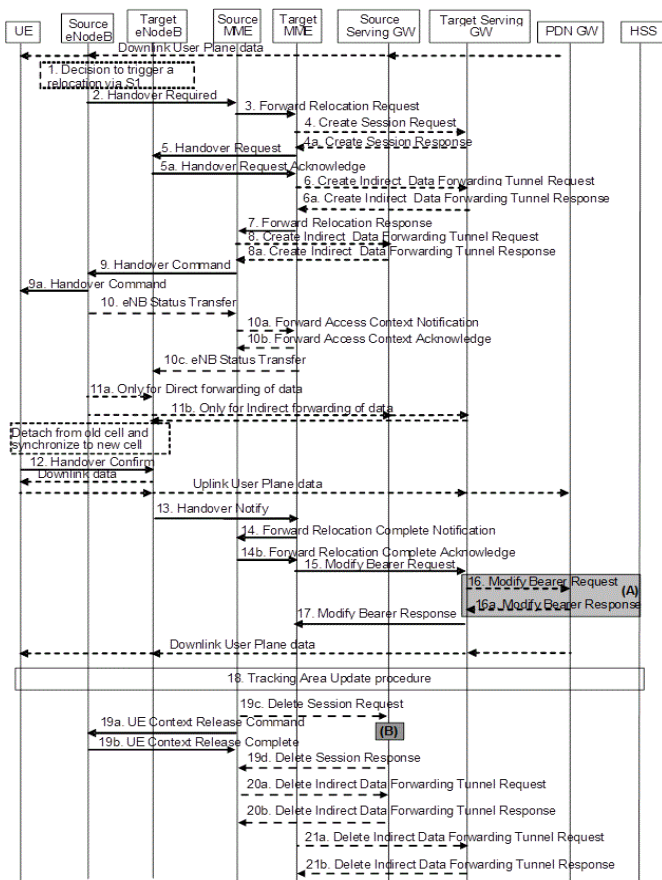 UE
Source
eNodeB
Target
eNodeB
Source
MME
Target
MME
Source
Serving GW
Target Serving
GW
PDN GW
HSS
Downlink User Plane data
1. Decision to trigger a
relocation via S1
2. Handover Required
3. Forward Relocation Request
4. Create Session Request
4a. Create Session Response
5. Handover Request
5a. Handover Request Acknowledge
6. Create Indirect Data Forwarding Tunnel Request
6a. Create Indirect Data Forwarding Tunnel Response
7. Forward Relocation Response
8. Create Indirect Data Forwarding Tunnel Request
8a. Create Indirect Data Forwarding Tunnel Response
9. Handover Command
9a. Handover Command
10. eNB Status Transfer
10a. Forward Access Context Notification
10b. Forward Access Context Acknowledge
10c. eNB Status Transfer
11a. Only for Direct forwarding of data
11b. Only for Indirect forwarding of data
Detach from old cell and
synchronize to new cell
12. Handover Confirm
Downlink data
Uplink User Plane data
13. Handover Notify
14. Forward Relocation Complete Notification
14b. Forward Relocation Complete Acknowledge
15. Modify Bearer Request
16. Modify Bearer Request
(A)
16a. Modify Bearer Response
17. Modify Bearer Response
Downlink User Plane data
18. Tracking Area Update procedure
19c. Delete Session Request
19a. UE Context Release Command
(B)
19b. UE Context Release Complete
19d. Delete Session Response
20a. Delete Indirect Data Forwarding Tunnel Request
20b. Delete Indirect Data Forwarding Tunnel Response
21a. Delete Indirect Data Forwarding Tunnel Request
21b. Delete Indirect Data Forwarding Tunnel Response